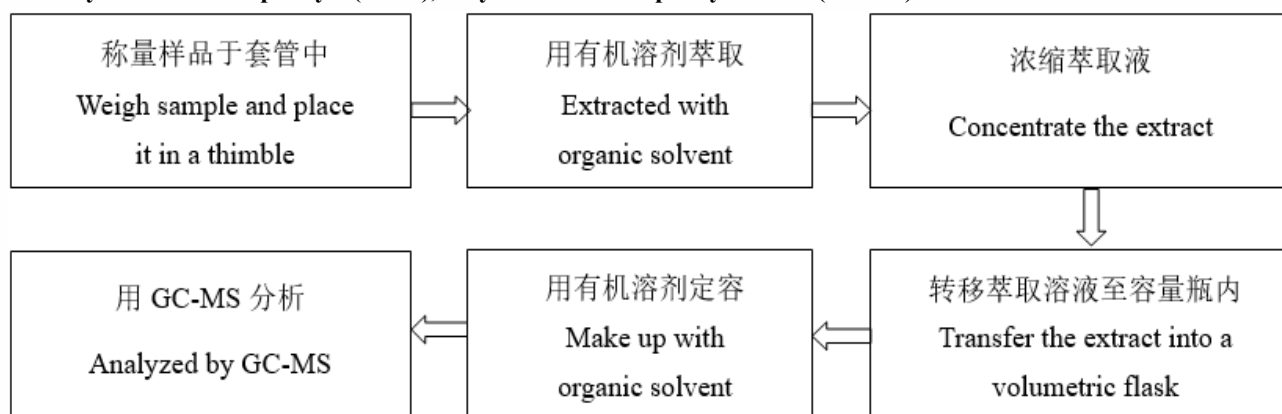 称量样品于套管中
Weigh sample and place
it in a thimble
用有机溶剂萃取
Extracted with
organic solvent
浓缩萃取液
Concentrate the extract
转移萃取溶液至容量瓶内
Transfer the extract into a
volumetric flask
用有机溶剂定容
Make up with
organic solvent
用 GC-MS 分析
Analyzed by GC-MS